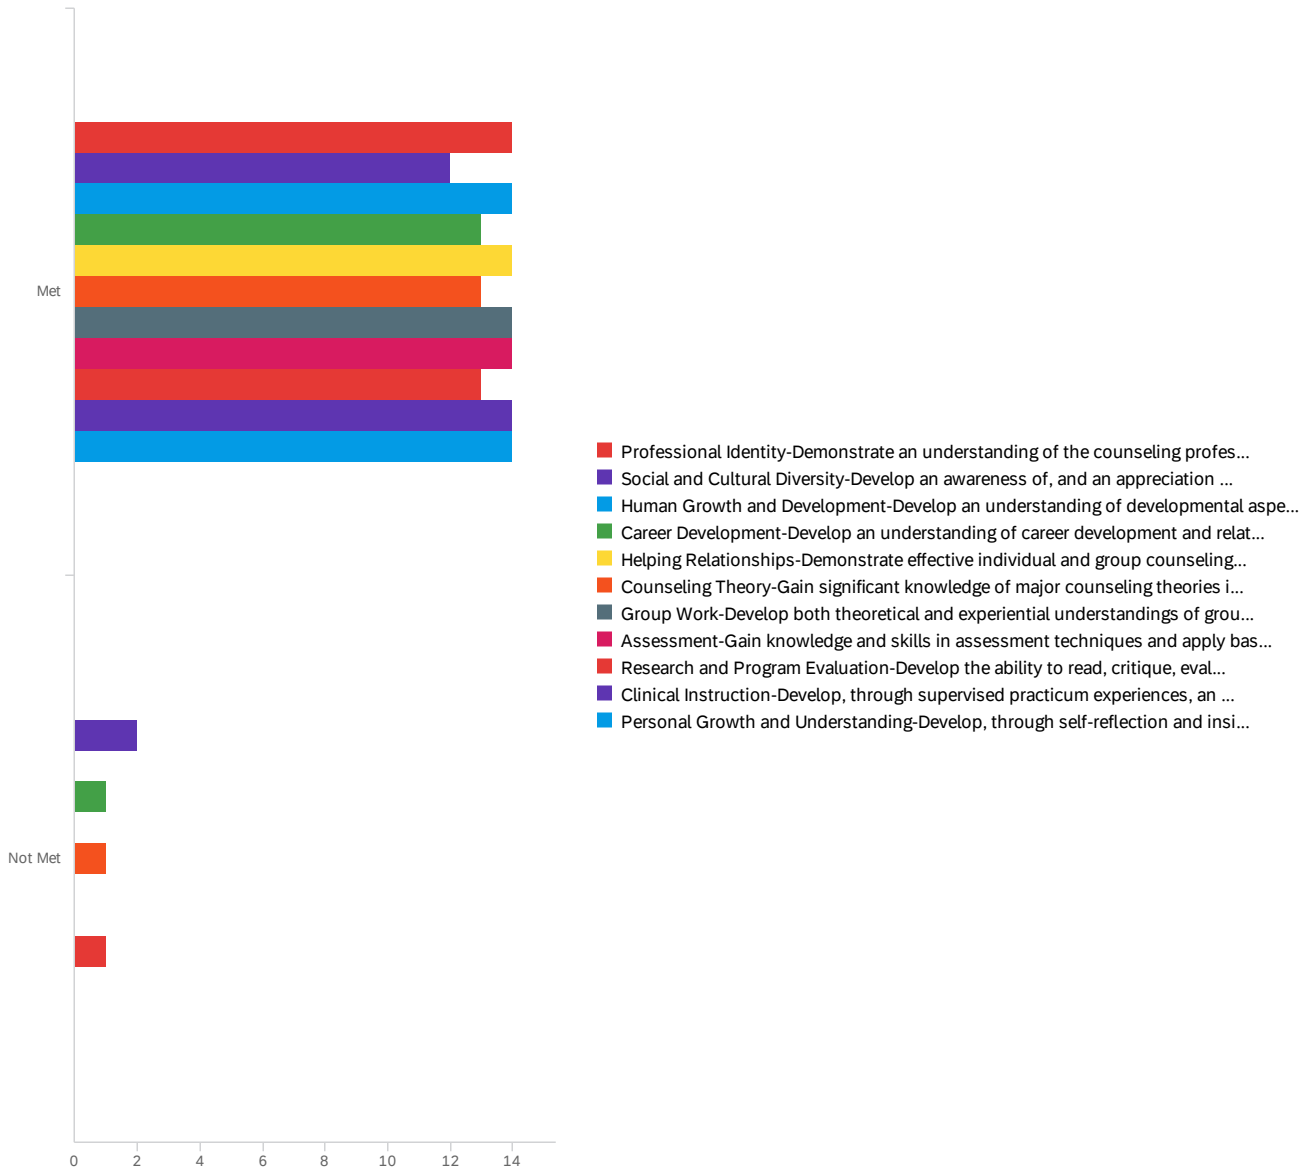 Met
Professional Identity-Demonstrate an understanding of the counseling profes...
Social and Cultural Diversity-Develop an awareness of, and an appreciation ...
Human Growth and Development-Develop an understanding of developmental aspe...
Career Development-Develop an understanding of career development and relat...
Helping Relationships-Demonstrate effective individual and group counseling...
Counseling Theory-Gain significant knowledge of major counseling theories i...
Group Work-Develop both theoretical and experiential understandings of grou...
Assessment-Gain knowledge and skills in assessment techniques and apply bas...
Research and Program Evaluation-Develop the ability to read, critique, eval...
Clinical Instruction-Develop, through supervised practicum experiences, an ...
Personal Growth and Understanding-Develop, through self-reflection and insi...
Not Met
0 2 4 6 8 10 12 14